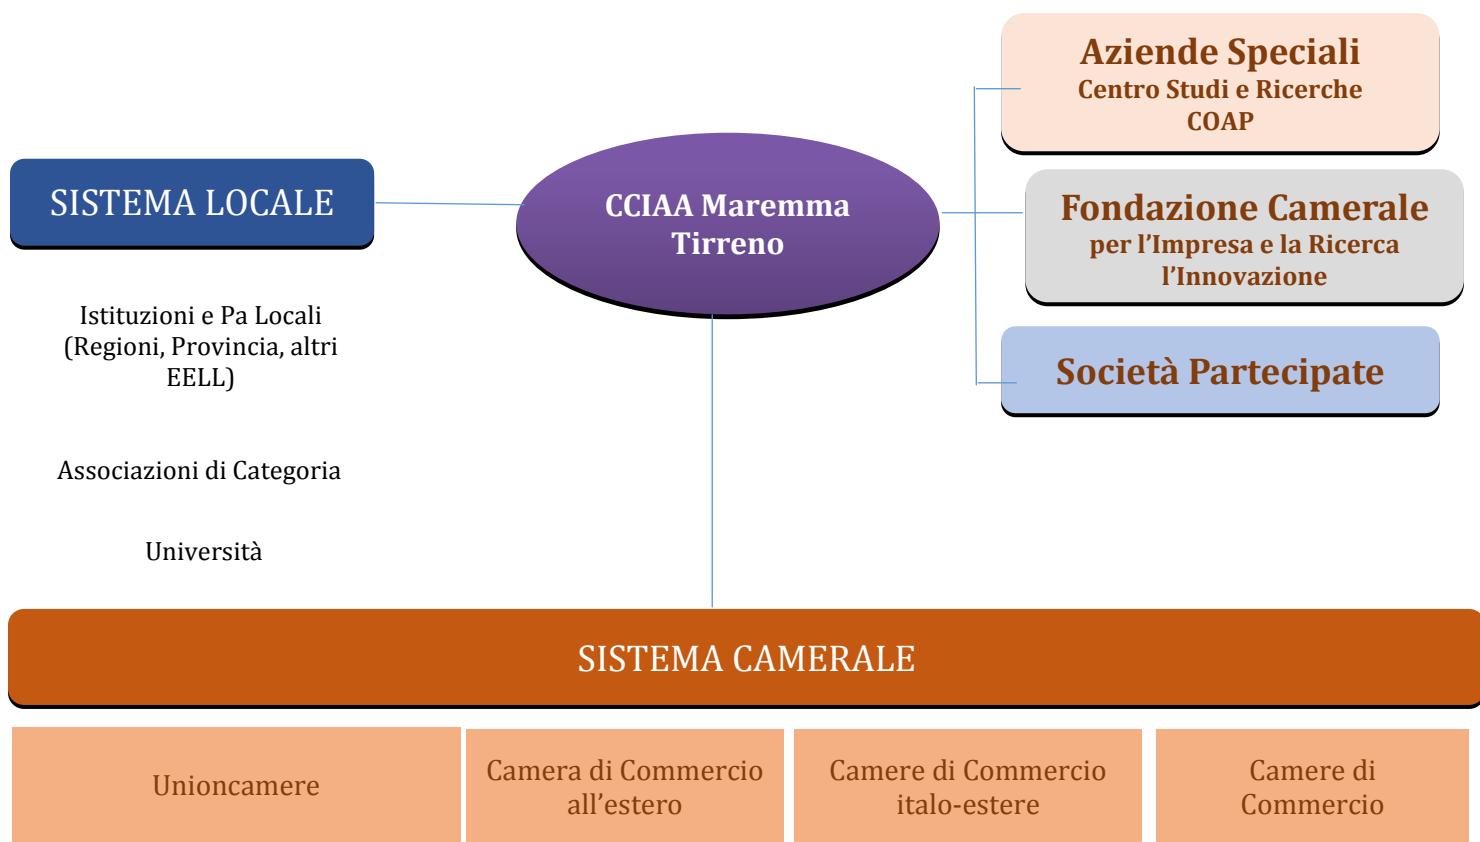 Aziende Speciali
Centro Studi e Ricerche
COAP
SISTEMA LOCALE
CCIAA Maremma
Tirreno
Fondazione Camerale
per l’Impresa e la Ricerca
l’Innovazione
Istituzioni e Pa Locali
(Regioni, Provincia, altri
EELL)
Società Partecipate
Associazioni di Categoria
Università
SISTEMA CAMERALE
Unioncamere
Camera di Commercio
all’estero
Camere di Commercio
italo-estere
Camere di
Commercio